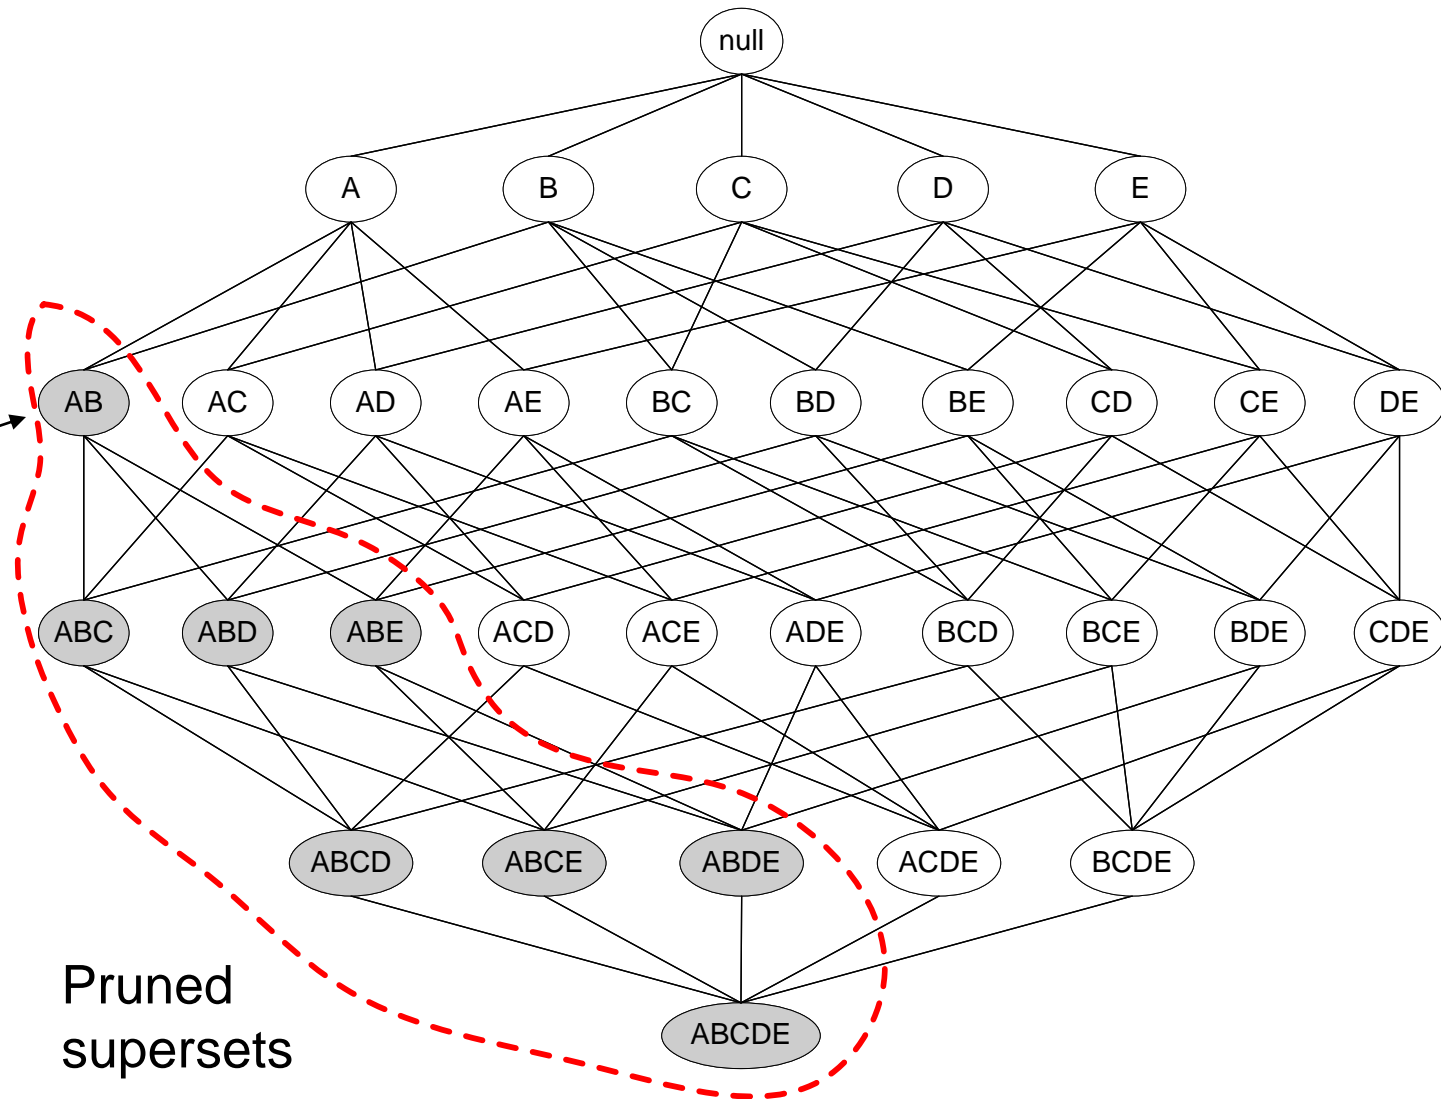 null
A B C D E
AB AC AD AE BC BD BE CD CE DE
ABC ABD ABE ACD ACE ADE BCD BCE BDE CDE
ABCD ABCE ABDE ACDE BCDE
Pruned
supersets
ABCDE